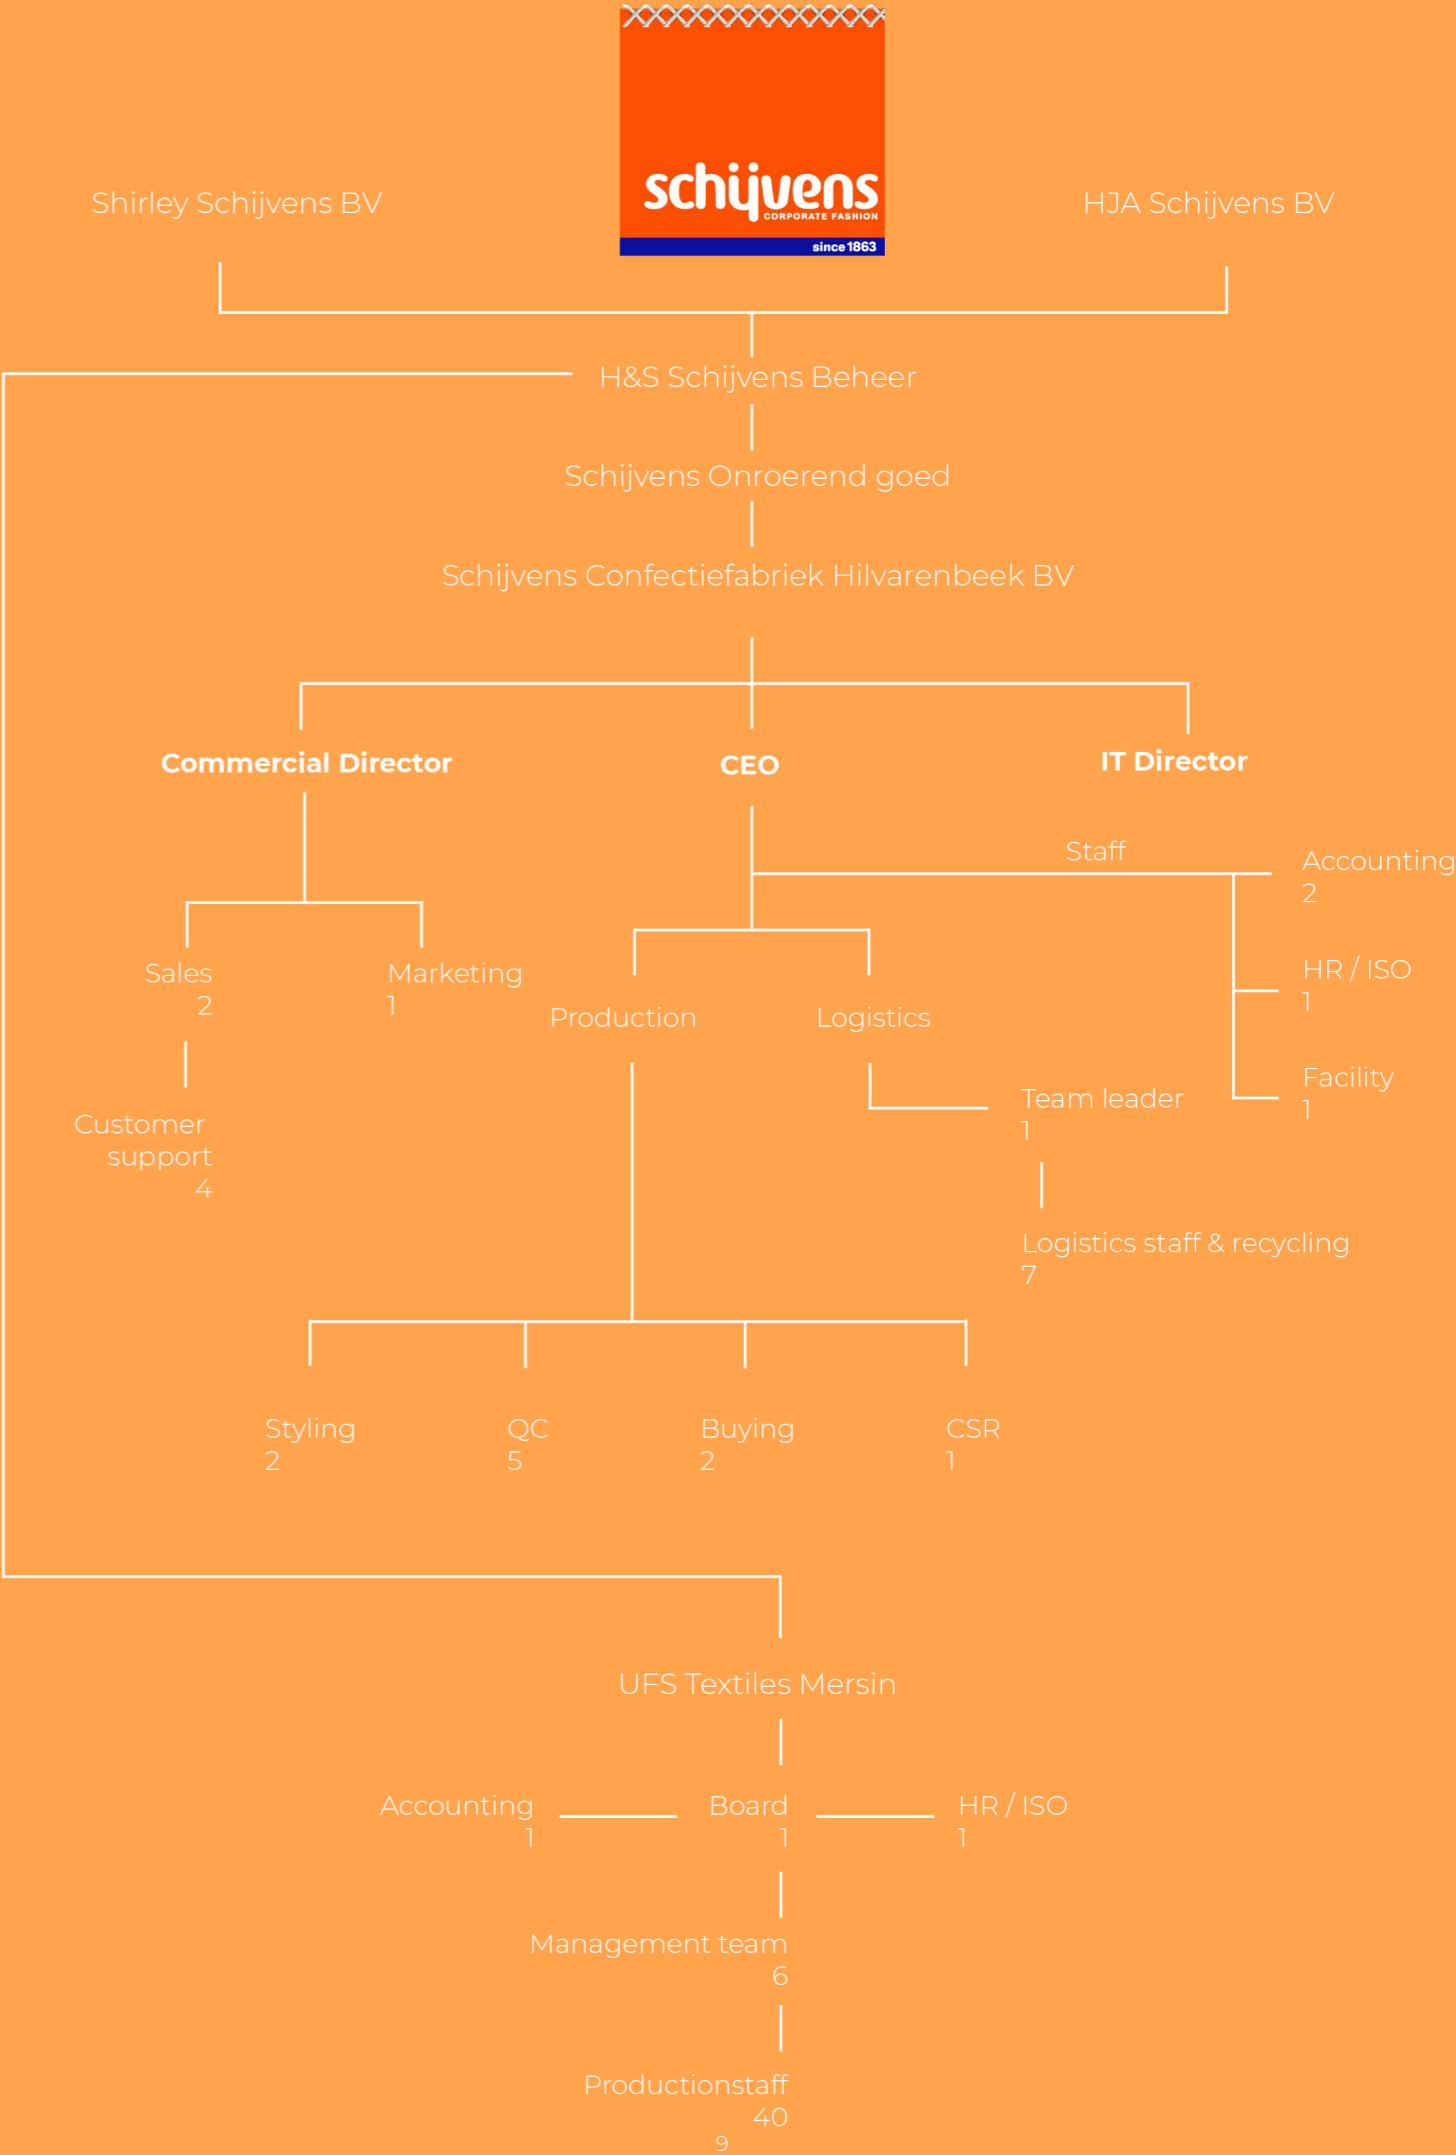 schijvens
CORPORATE FASHION
since 1863
Shirley Schijvens BV
HJA Schijvens BV
H&S Schijvens Beheer
Schijvens Onroerend goed
Schijvens Confectiefabriek Hilvarenbeek BV
Commercial Director
CEO
IT Director
Staff
Accounting
2
HR / ISO
1
Facility
1
Sales
2
Marketing
1
Customer
support
4
Production
Logistics
Team leader
1
Logistics staff & recycling
7
Styling
2
QC
5
Buying
2
CSR
1
UFS Textiles Mersin
Accounting
1
Board
1
HR / ISO
1
Management team
6
Productionstaff
40
9